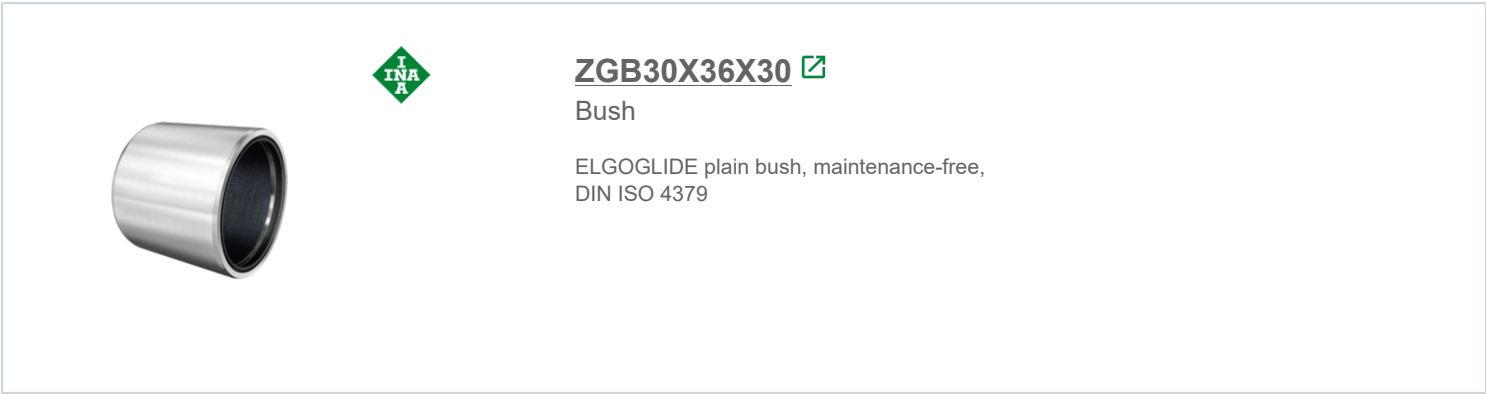 I
INA
A
ZGB30X36X30
Bush
ELGOGLIDE plain bush, maintenance-free,
DIN ISO 4379